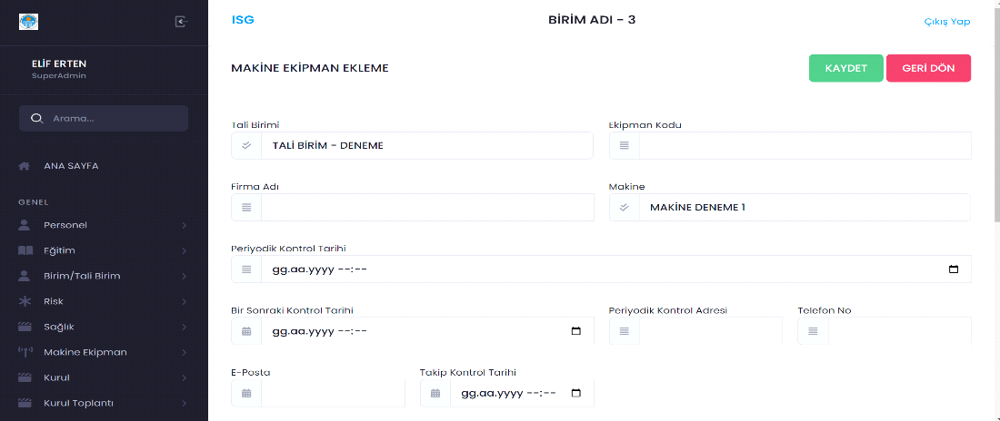 ISG
BİRİM ADI - 3
Çıkış Yap
ELİF ERTEN
SuperAdmin
Arama...
ANA SAYFA
GENEL
Personel
Eğitim
Birim/Tali Birim
Risk
Sağlık
Makine Ekipman
Kurul
Kurul Toplantı
MAKİNE EKİPMAN EKLEME
KAYDET
GERİ DÖN
Tali Birimi
Ekipman Kodu
TALİ BİRİM - DENEME
Firma Adı
Makine
MAKİNE DENEME 1
Periyodik Kontrol Tarihi
gg.aa.yyyy --:--
Bir Sonraki Kontrol Tarihi
Periyodik Kontrol Adresi
Telefon No
gg.aa.yyyy --:--
E-Posta
Takip Kontrol Tarihi
gg.aa.yyyy --:--